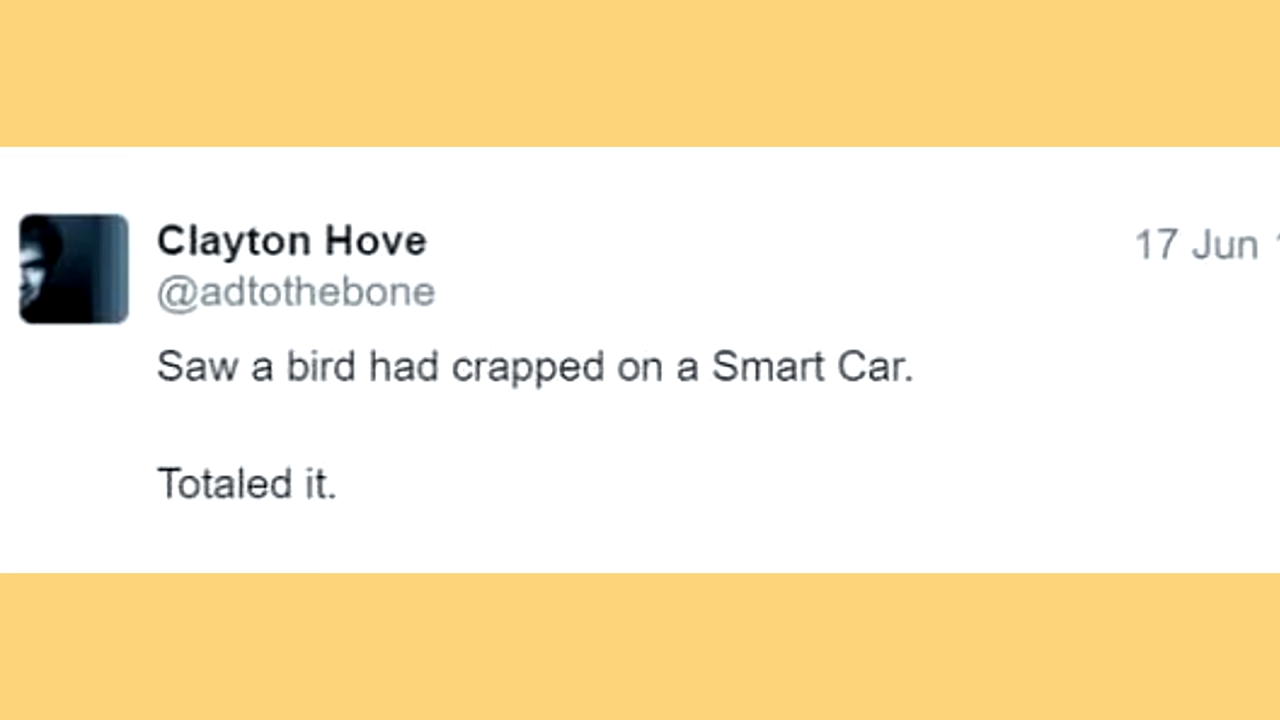 Clayton Hove
17 Jun
@adtothebone
Saw a bird had crapped on a Smart Car.
Totaled it.